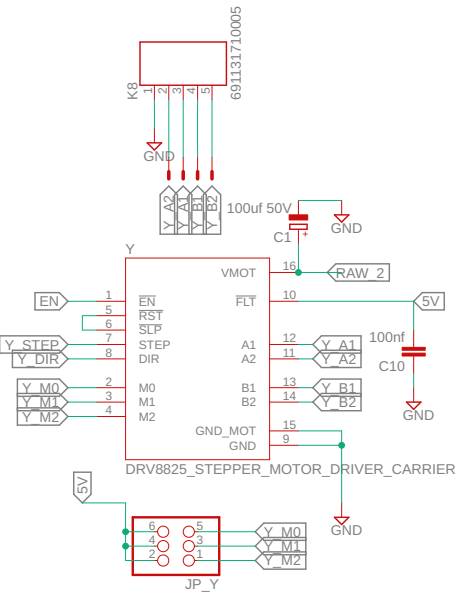 K8
691131710005
1
2
3
4
5
GND
Y_A2
Y_A1
Y_B1
Y_B2
100uf 50V
C1
+
GND
Y
VMOT
16
RAW_2
EN
1
EN
FLT
10
5V
5
RST
6
SLP
Y_STEP
7
STEP
A1
12
Y_A1
100nf
Y_DIR
8
DIR
A2
11
Y_A2
C10
Y_M0
2
M0
B1
13
Y_B1
Y_M1
3
M1
B2
14
Y_B2
Y_M2
4
M2
GND
GND_MOT
15
GND
9
DRV8825_STEPPER_MOTOR_DRIVER_CARRIER
5V
GND
6
5
Y_M0
4
3
Y_M1
2
1
Y_M2
JP_Y